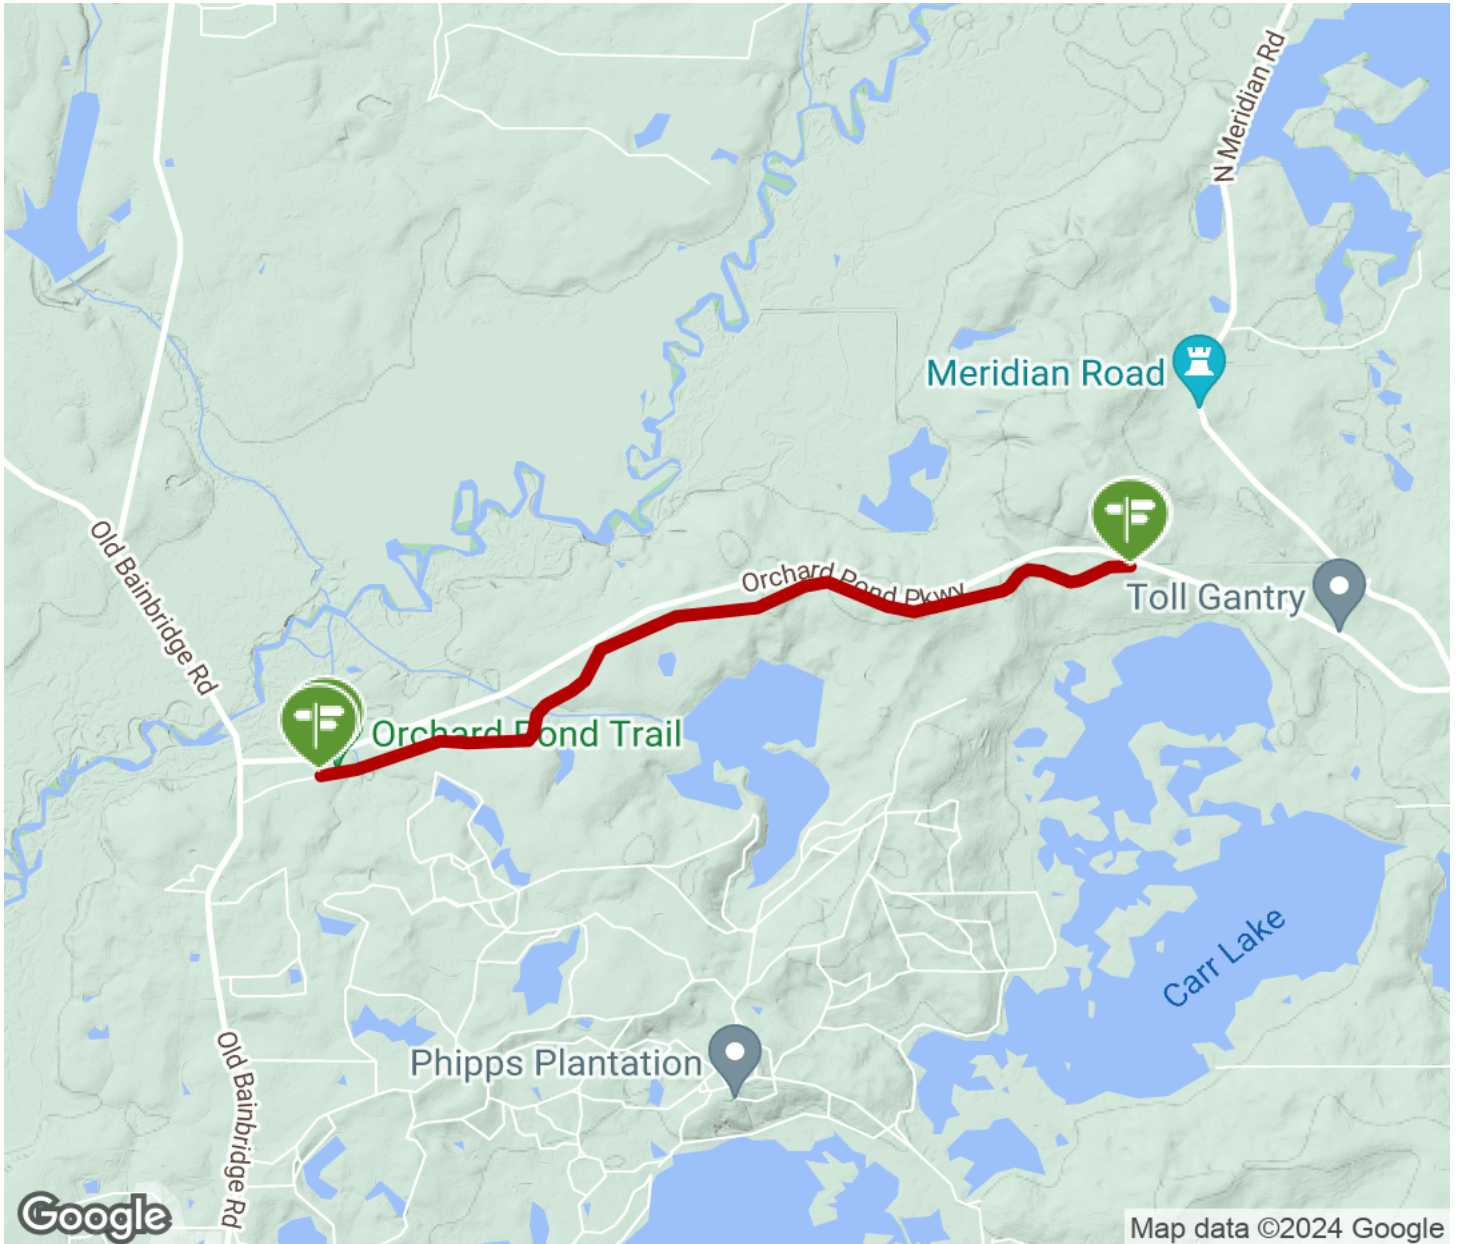 N Meridian Rd
Meridian Road
Old Bainbridge Rd
Orchard Pond Pkwy
Toll Gantry
Orchard Pond Trail
Carr Lake
Phipps Plantation
Old Bainbridge Rd
Google
Map data ©2024 Google